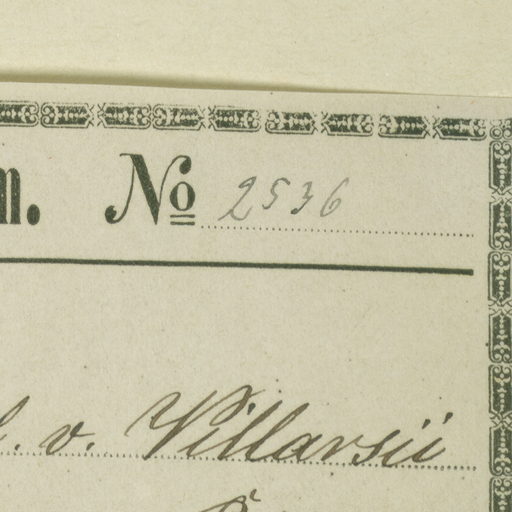 m. No 2536
l. v. Villarsii